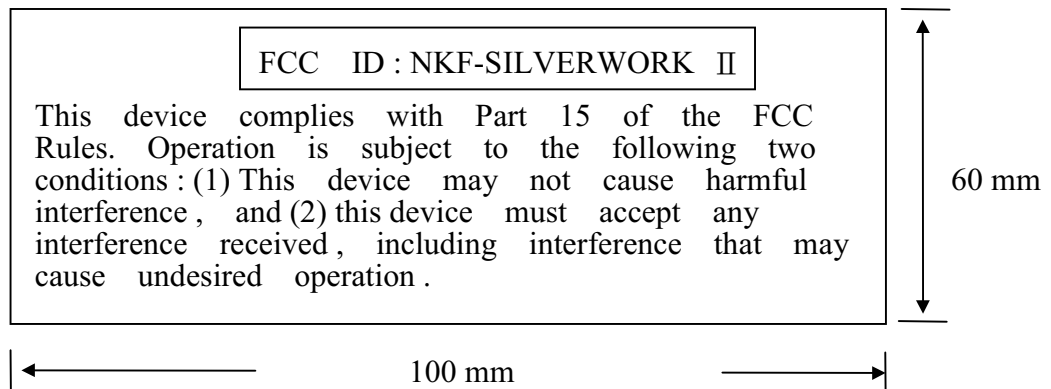 FCC ID : NKF-SILVERWORK Ⅱ
This device complies with Part 15 of the FCC
Rules. Operation is subject to the following two
conditions : (1) This device may not cause harmful
interference , and (2) this device must accept any
interference received , including interference that may
cause undesired operation .
60 mm
100 mm